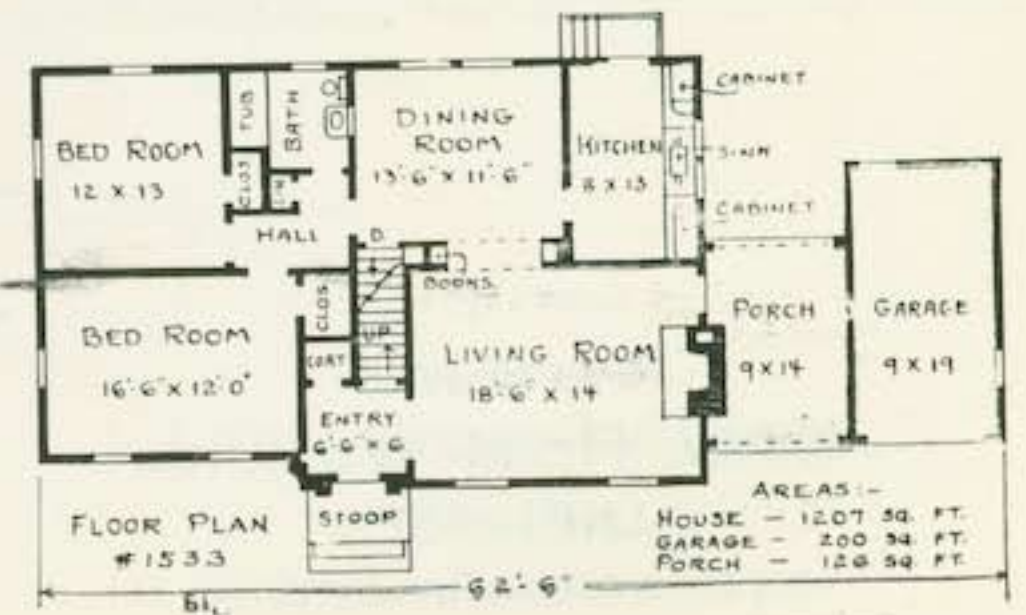 CABINET
TUB
BATH
DINING
ROOM
13'-6" X 11'-6"
BED ROOM
12 X 13
KITCHEN
8 X 13
SINK
CLOS
CABINET
HALL
D
BOOKS
BED ROOM
16'-6" X 12'-0"
CLOS
UP
COAT
LIVING ROOM
18'-6" X 14
PORCH
9 X 14
GARAGE
9 X 19
ENTRY
6'-6" X 6
STOOP
FLOOR PLAN
#1533
AREAS:-
HOUSE - 1207 SQ. FT.
GARAGE - 200 SQ. FT.
PORCH - 126 SQ. FT.
62'-6"